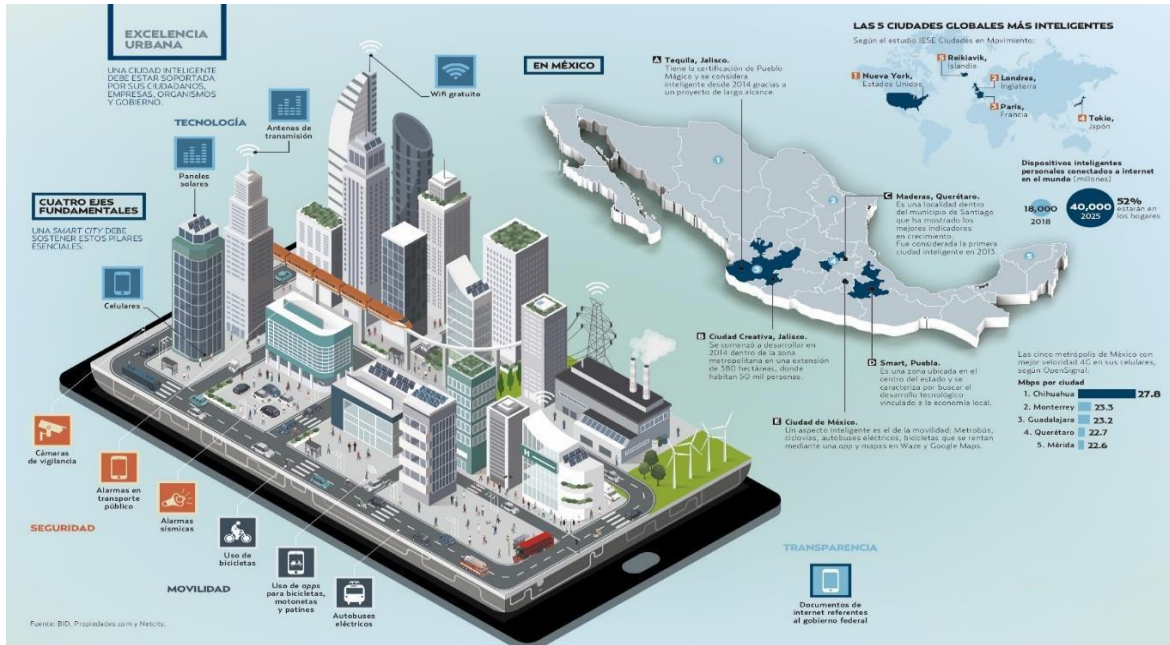 EXCELENCIA
URBANA
UNA CIUDAD INTELIGENTE
DEBE ESTAR SOPORTADA
POR SUS CIUDADANOS,
EMPRESAS, ORGANISMOS
Y GOBIERNO.
TECNOLOGÍA
Paneles
solares
Antenas de
transmisión
Wifi gratuito
CUATRO EJES
FUNDAMENTALES
UNA SMART CITY DEBE
SOSTENER ESTOS PILARES
ESENCIALES:
Celulares
Cámaras
de vigilancia
Alarmas en
transporte
público
Alarmas
sísmicas
SEGURIDAD
Uso de
bicicletas
MOVILIDAD
Uso de apps
para bicicletas,
motonetas
y patines
Autobuses
eléctricos
H
Fuente: BID, Propiedades.com y Netcity.
EN MÉXICO
A Tequila, Jalisco.
Tiene la certificación de Pueblo
Mágico y se considera
inteligente desde 2014 gracias a
un proyecto de largo alcance.
1
2
3
4
5
C Maderas, Querétaro.
Es una localidad dentro
del municipio de Santiago
que ha mostrado los
mejores indicadores
en crecimiento.
Fue considerada la primera
ciudad inteligente en 2013.
B Ciudad Creativa, Jalisco.
Se comenzó a desarrollar en
2014 dentro de la zona
metropolitana en una extensión
de 380 hectáreas, donde
habitan 50 mil personas.
D Smart, Puebla.
Es una zona ubicada en el
centro del estado y se
caracteriza por buscar el
desarrollo tecnológico
vinculado a la economía local.
E Ciudad de México.
Un aspecto inteligente es el de la movilidad: Metrobús,
ciclovías, autobuses eléctricos, bicicletas que se rentan
mediante una app y mapas en Waze y Google Maps.
LAS 5 CIUDADES GLOBALES MÁS INTELIGENTES
Según el estudio IESE Ciudades en Movimiento:
1 Nueva York,
Estados Unidos
5 Reikiavik,
Islandia
2 Londres,
Inglaterra
3 París,
Francia
4 Tokio,
Japón
Dispositivos inteligentes
personales conectados a internet
en el mundo (millones)
18,000
2018
40,000
2025
52%
estarán en
los hogares
Las cinco metrópolis de México con
mejor velocidad 4G en sus celulares,
según OpenSignal:
Mbps por ciudad
1. Chihuahua 27.8
2. Monterrey 23.3
3. Guadalajara 23.2
4. Querétaro 22.7
5. Mérida 22.6
TRANSPARENCIA
Documentos de
internet referentes
al gobierno federal